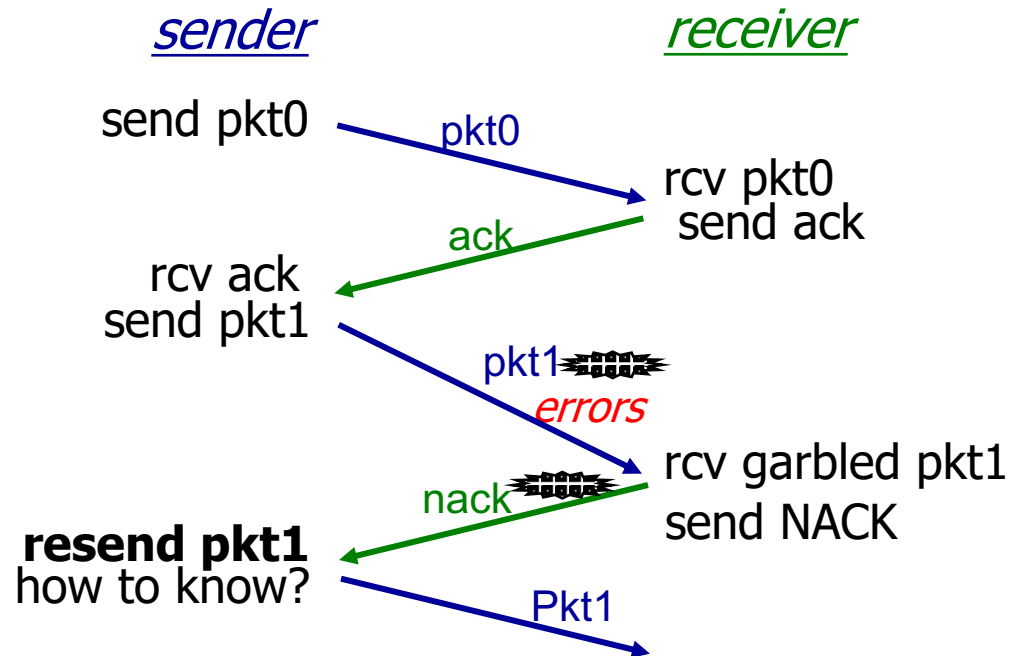 sender
receiver
send pkt0
pkt0
rcv pkt0
send ack
ack
rcv ack
send pkt1
pkt1
errors
rcv garbled pkt1
nack
send NACK
resend pkt1
how to know?
Pkt1